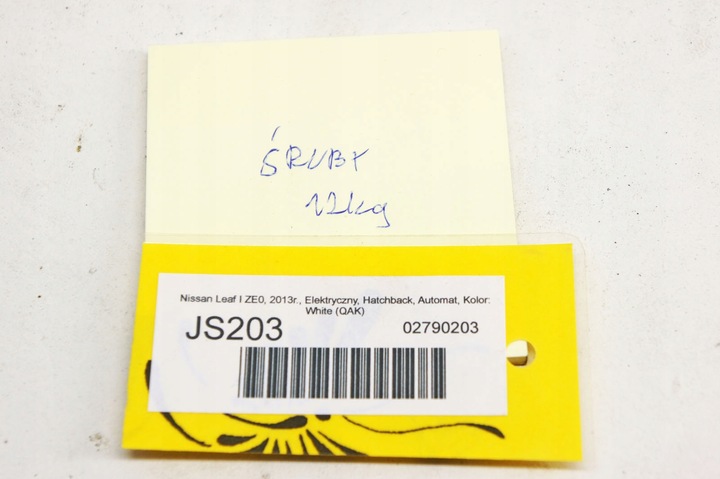 ŚRUBY
12kg
Nissan Leaf I ZE0, 2013r., Elektryczny, Hatchback, Automat, Kolor:
White (QAK)
JS203 02790203